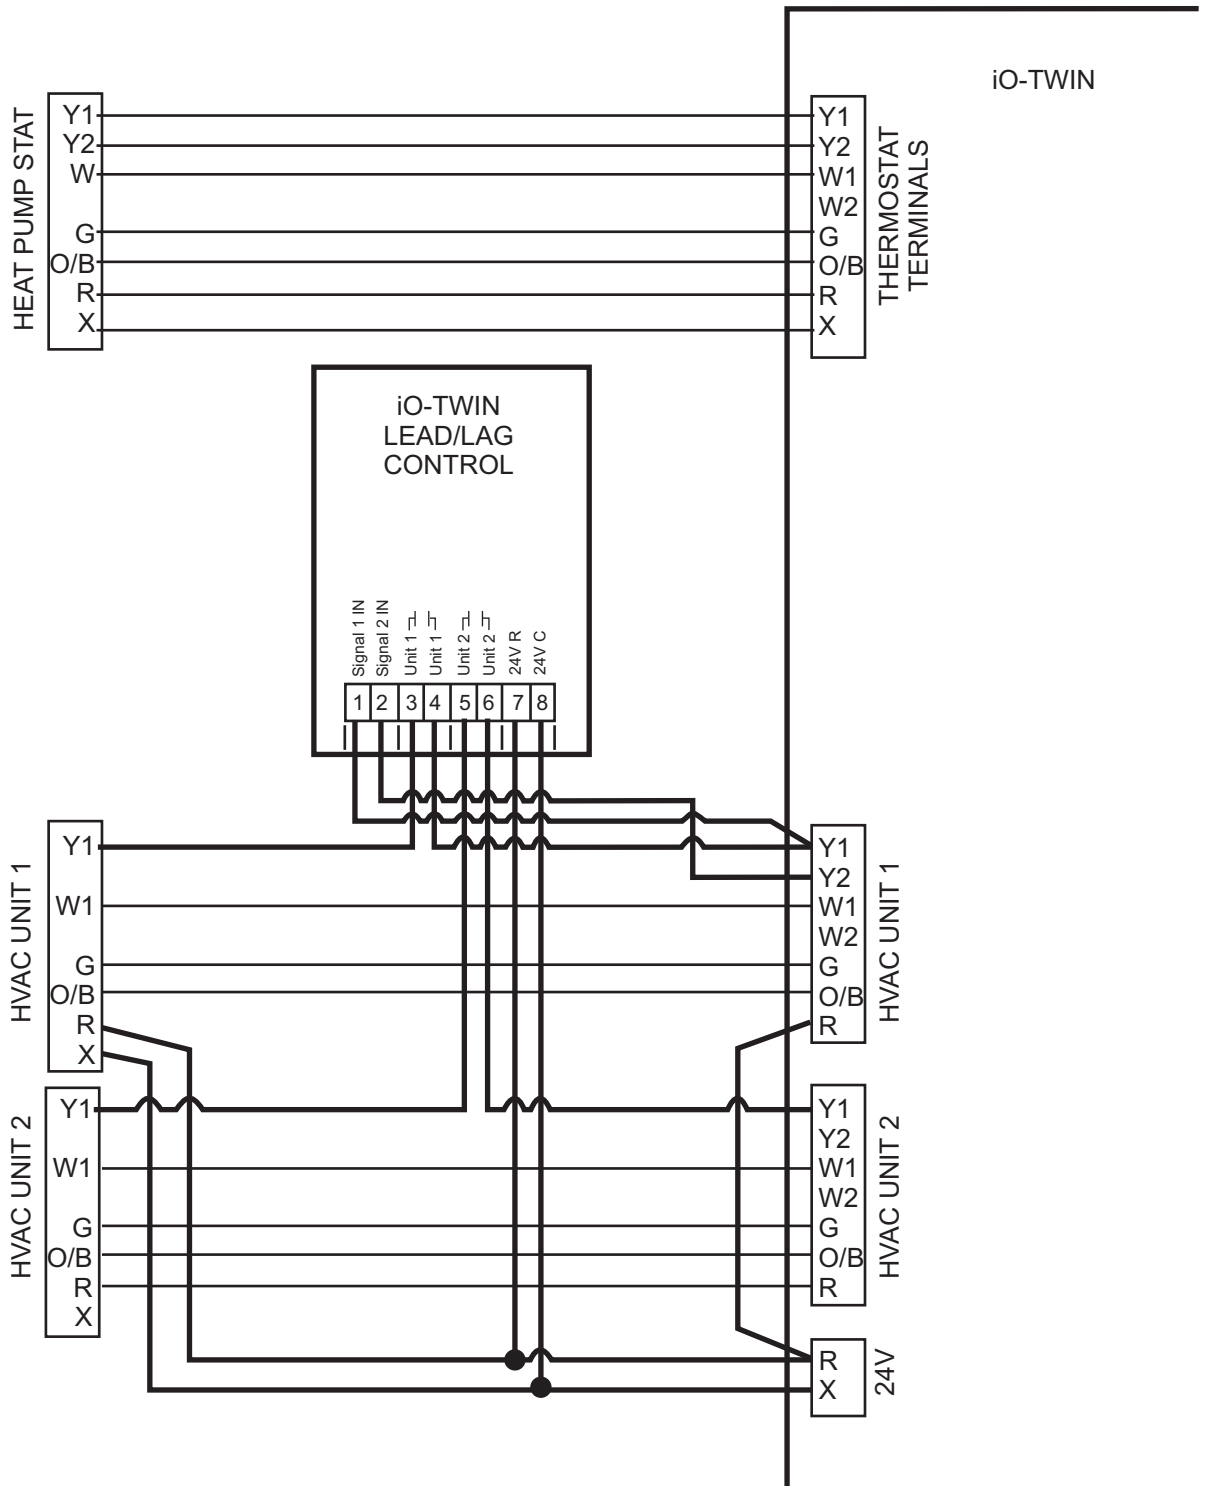 iO-TWIN
HEAT PUMP STAT
Y1
Y2
W
G
O/B
R
X
Y1
Y2
W1
W2
G
O/B
R
X
THERMOSTAT
TERMINALS
iO-TWIN
LEAD/LAG
CONTROL
Signal 1 IN
Signal 2 IN
Unit 1
Unit 1
Unit 2
Unit 2
24V R
24V C
1 2 3 4 5 6 7 8
HVAC UNIT 1
Y1
W1
G
O/B
R
X
Y1
Y2
W1
W2
G
O/B
R
HVAC UNIT 1
HVAC UNIT 2
Y1
W1
G
O/B
R
X
Y1
Y2
W1
W2
G
O/B
R
HVAC UNIT 2
R
X
24V